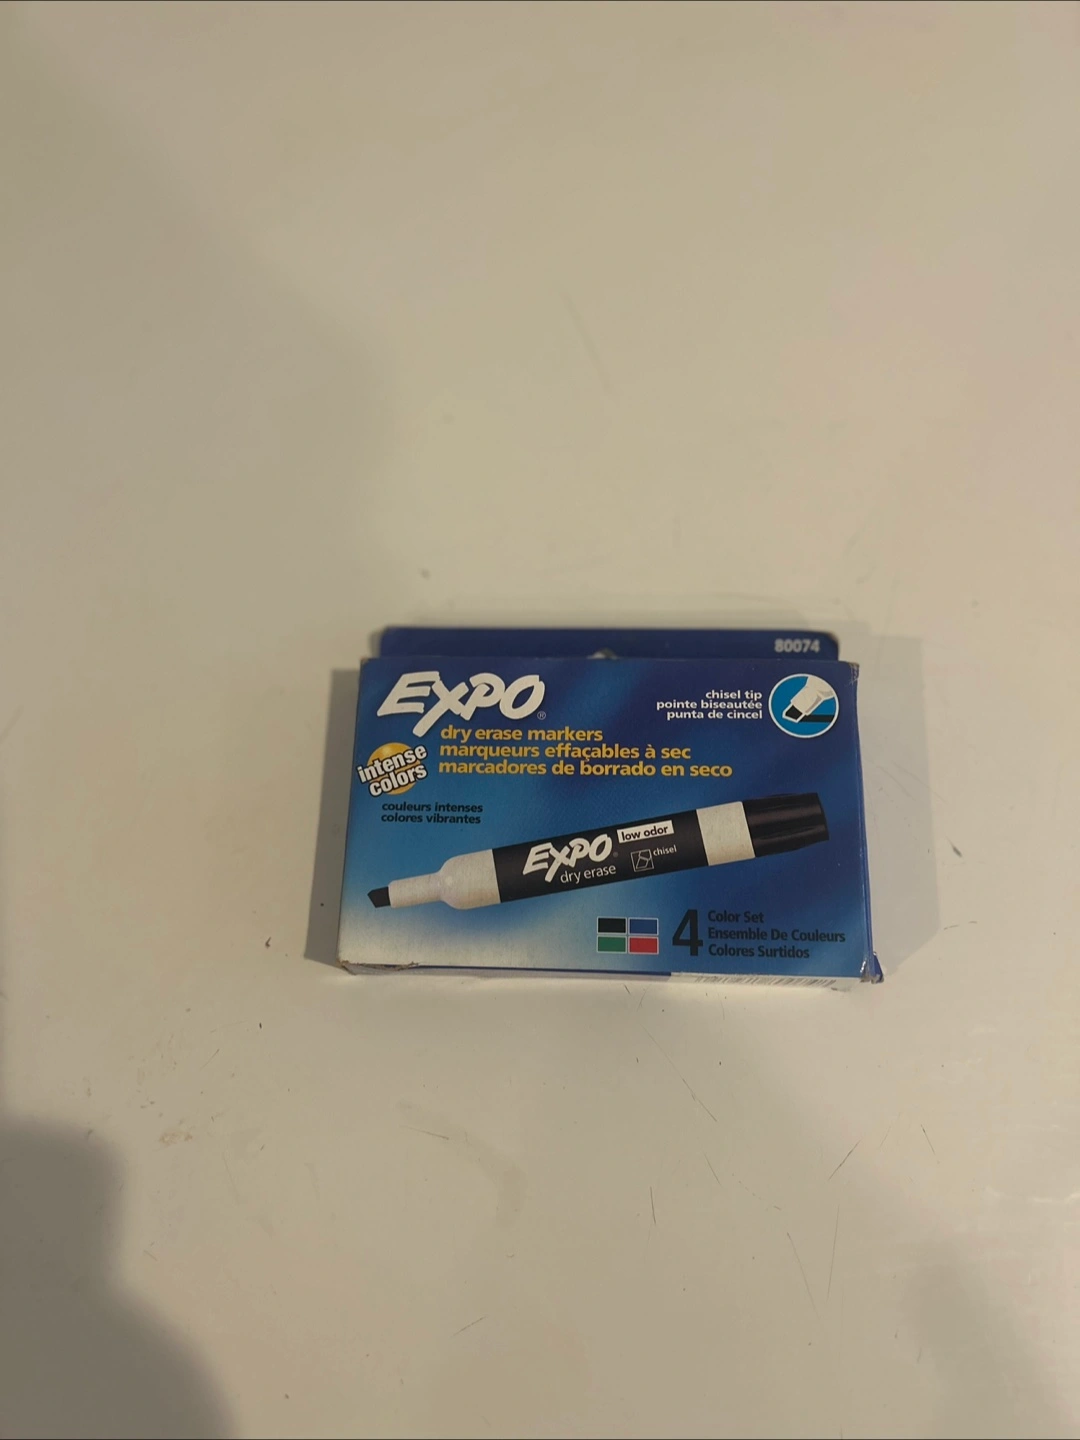 80074
EXPO®
chisel tip
pointe biseautée
punta de cincel
dry erase markers
marqueurs effaçables à sec
marcadores de borrado en seco
intense
colors
couleurs intenses
colores vibrantes
EXPO
dry erase
low odor
chisel
4
Color Set
Ensemble De Couleurs
Colores Surtidos